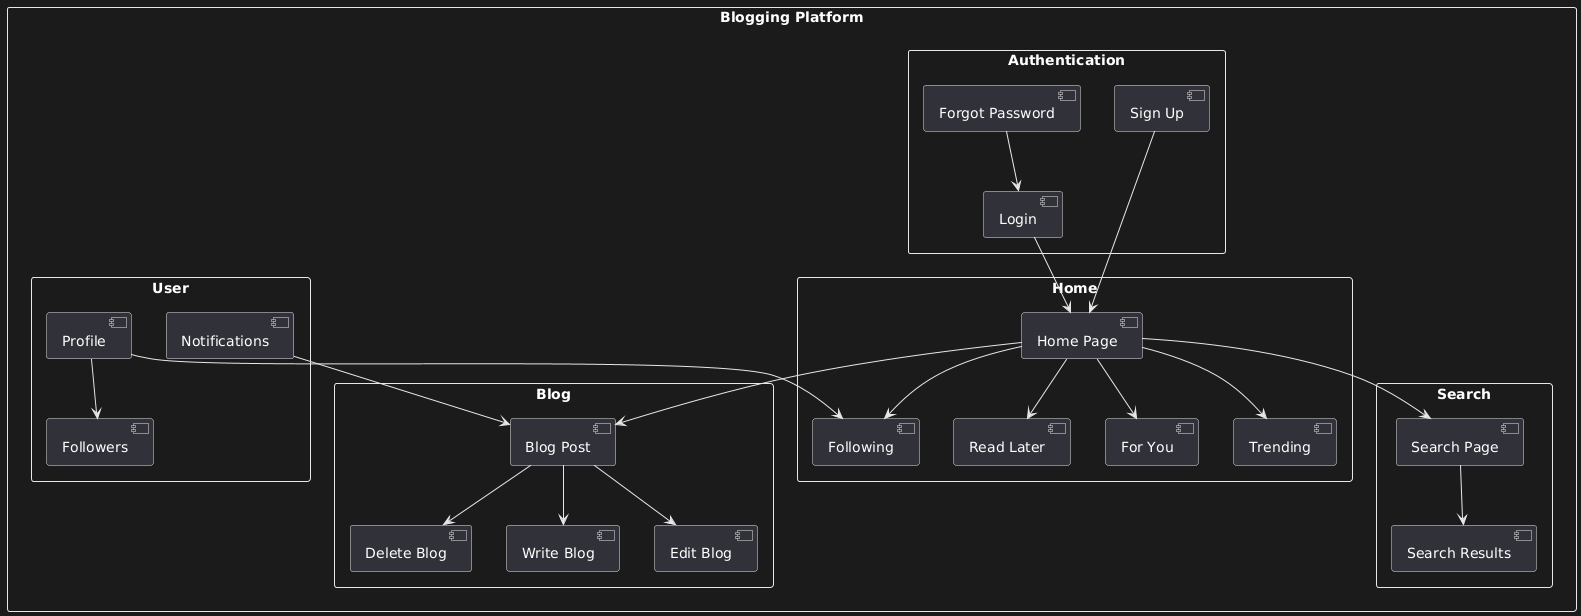 Blogging Platform
Authentication
Forgot Password
Sign Up
Login
User
Profile
Notifications
Followers
Home
Home Page
Following
Read Later
For You
Trending
Blog
Blog Post
Delete Blog
Write Blog
Edit Blog
Search
Search Page
Search Results